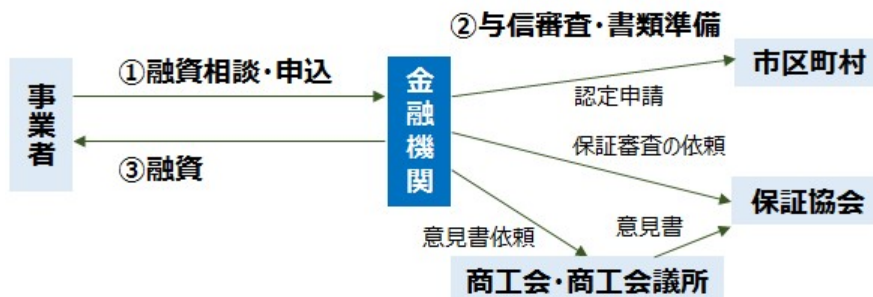 ②与信審査・書類準備
①融資相談・申込
事業者
金融機関
市区町村
認定申請
保証審査の依頼
③融資
保証協会
意見書依頼
意見書
商工会・商工会議所